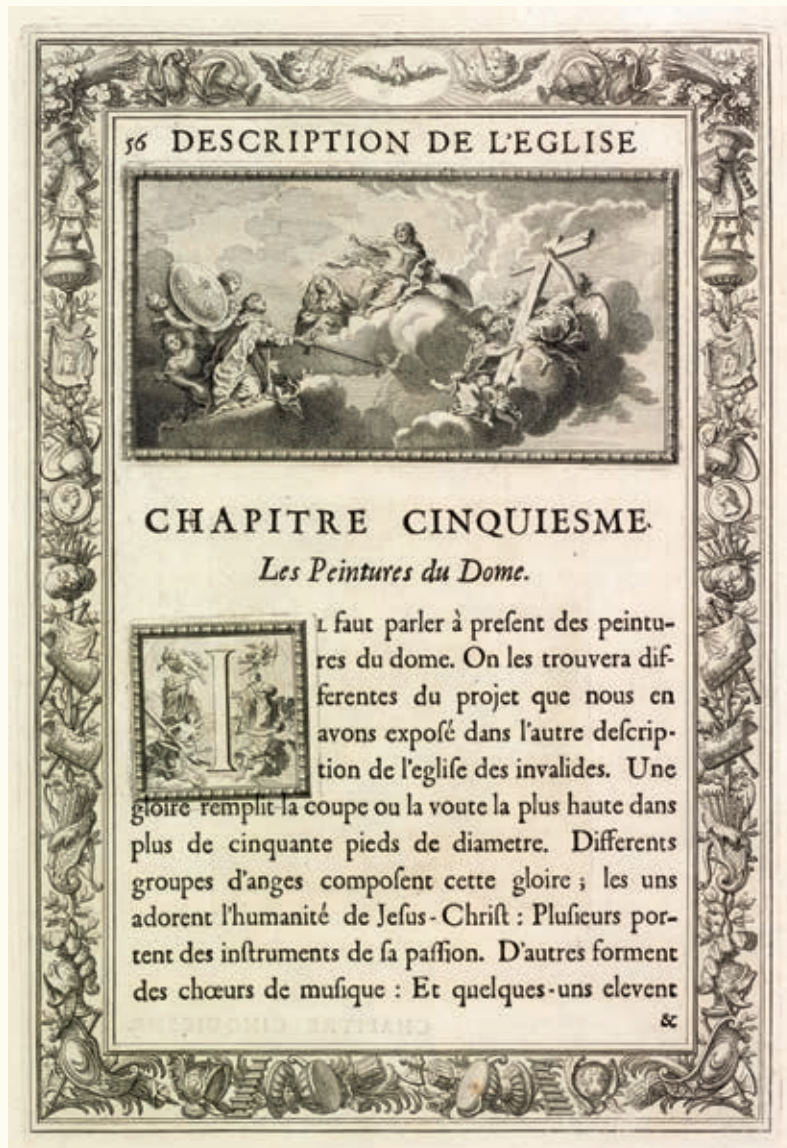 56 DESCRIPTION DE L'EGLISE
CHAPITRE CINQUIESME.
Les Peintures du Dome.
IL faut parler à preſent des peintu-
res du dome. On les trouvera dif-
ferentes du projet que nous en
avons expoſé dans l'autre deſcrip-
tion de l'egliſe des invalides. Une
gloire remplit la coupe ou la voute la plus haute dans
plus de cinquante pieds de diametre. Differents
groupes d'anges compoſent cette gloire ; les uns
adorent l'humanité de Jeſus-Chriſt : Pluſieurs por-
tent des inſtruments de ſa paſſion. D'autres forment
des chœurs de muſique : Et quelques-uns elevent
&